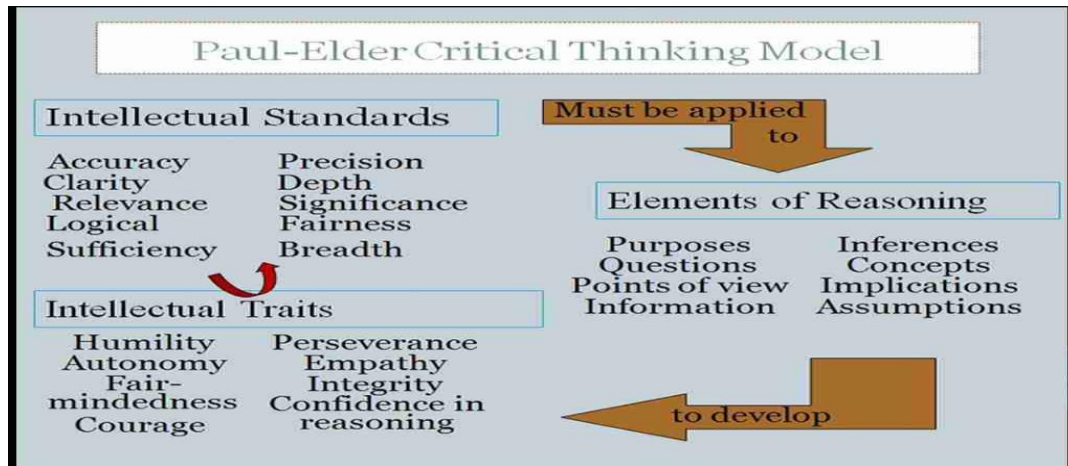 Paul-Elder Critical Thinking Model
Intellectual Standards
Accuracy Precision
Clarity Depth
Relevance Significance
Logical Fairness
Sufficiency Breadth
Must be applied
to
Elements of Reasoning
Purposes Inferences
Questions Concepts
Points of view Implications
Information Assumptions
to develop
Intellectual Traits
Humility Perseverance
Autonomy Empathy
Fair- Integrity
mindedness Confidence in
Courage reasoning